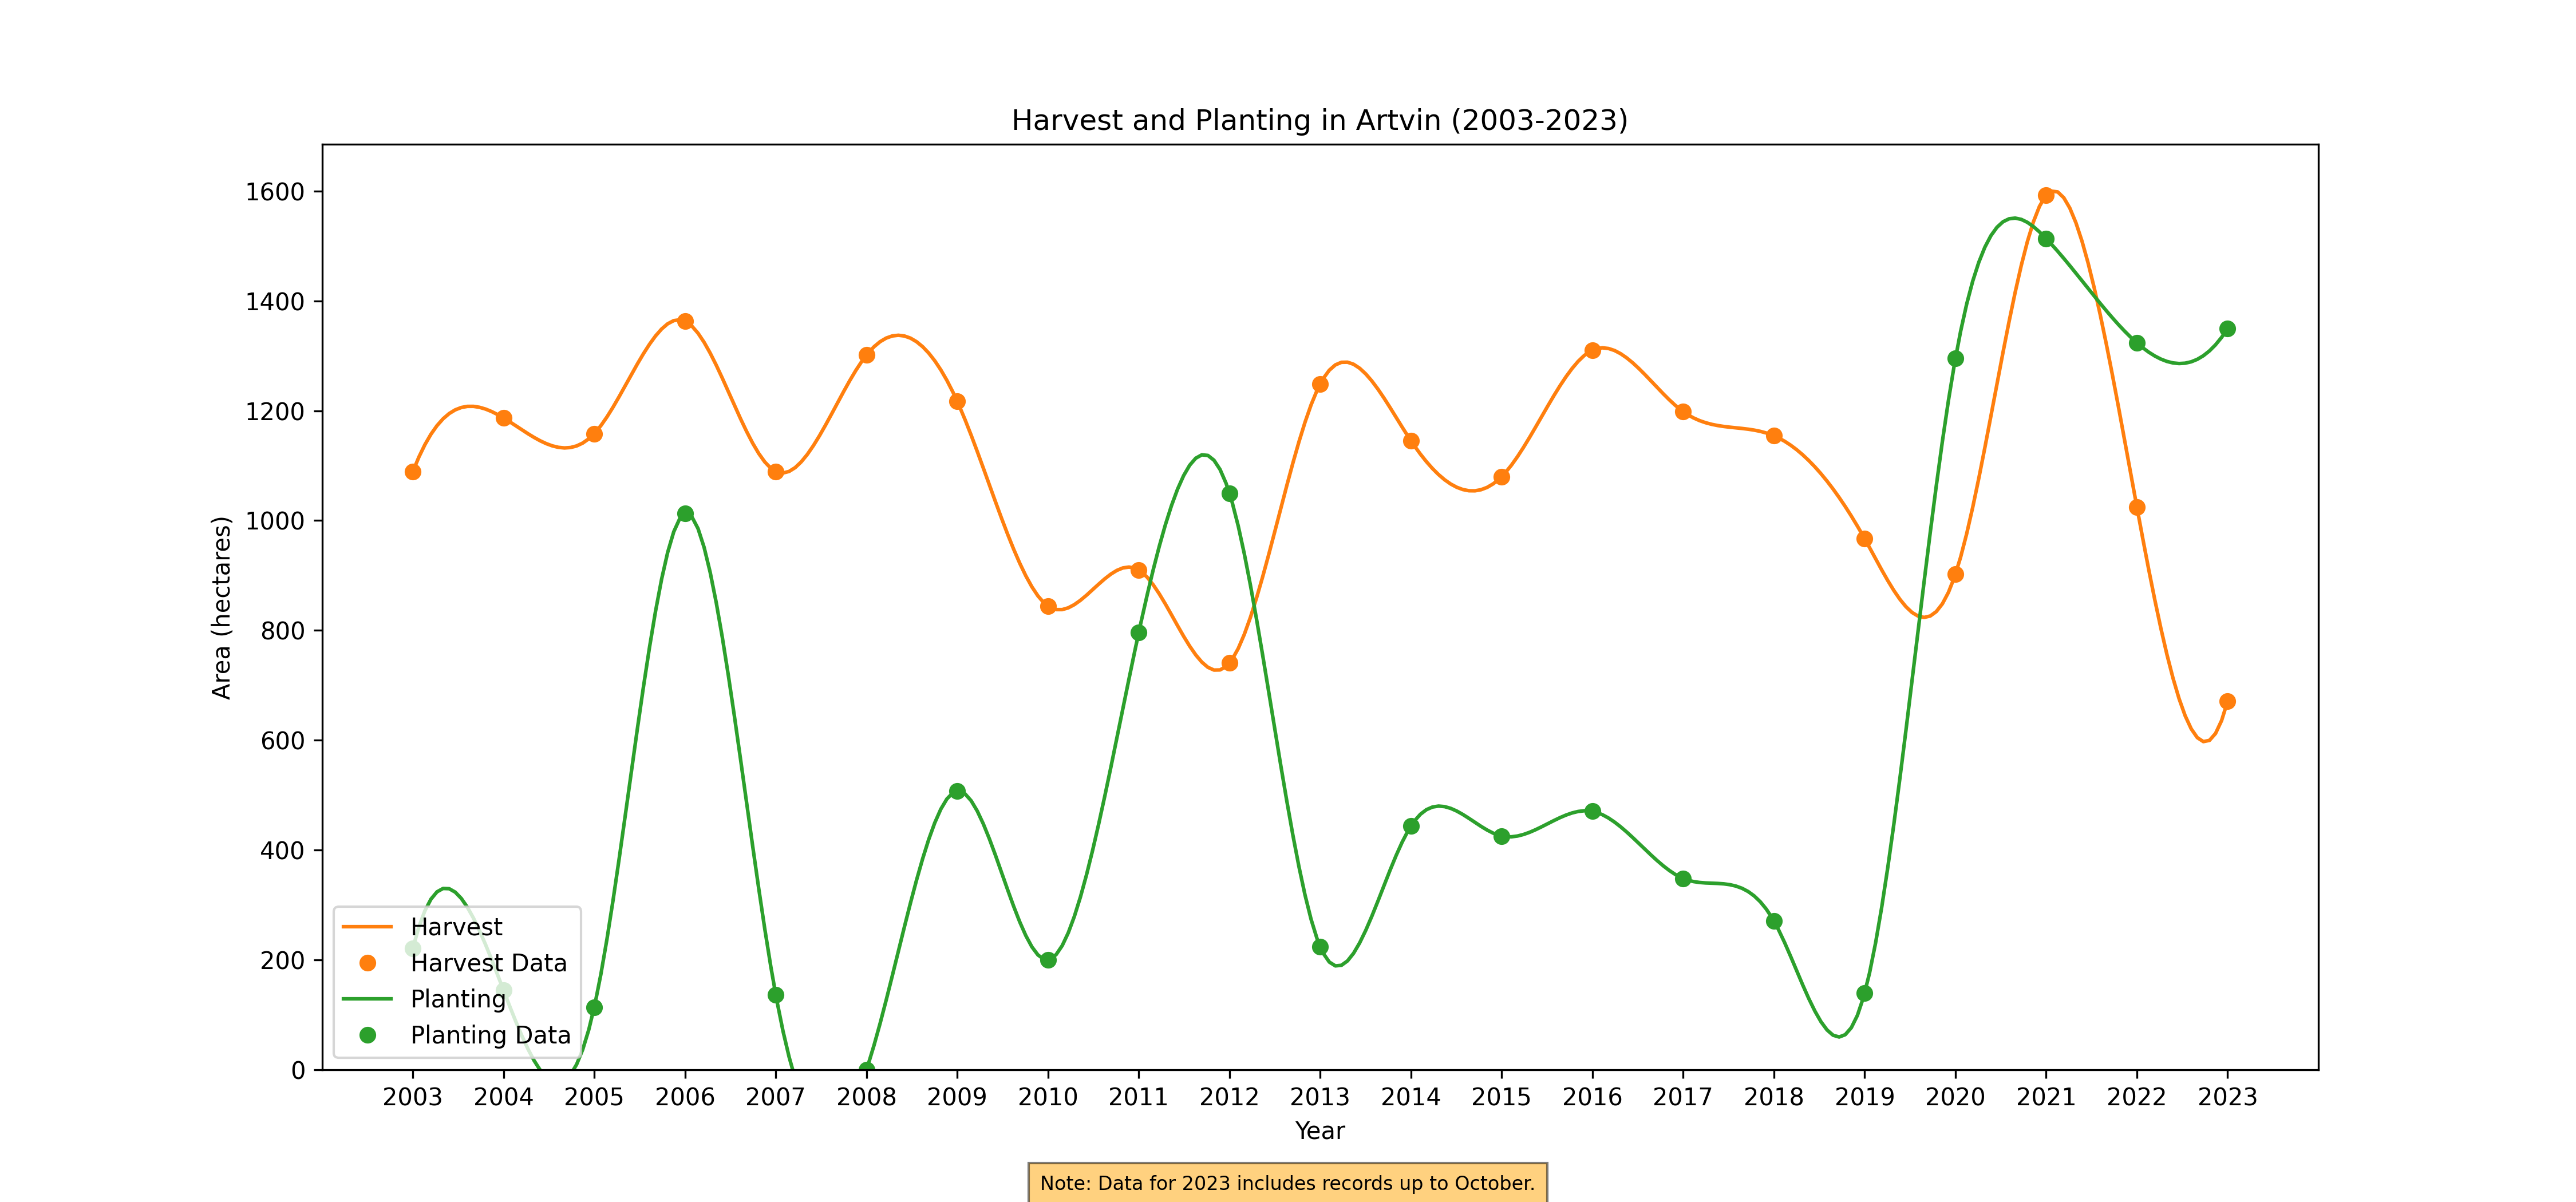 Harvest and Planting in Artvin (2003-2023)
1600
1400
1200
1000
800
600
400
200
0
Area (hectares)
Harvest
Harvest Data
Planting
Planting Data
2003 2004 2005 2006 2007 2008 2009 2010 2011 2012 2013 2014 2015 2016 2017 2018 2019 2020 2021 2022 2023
Year
Note: Data for 2023 includes records up to October.